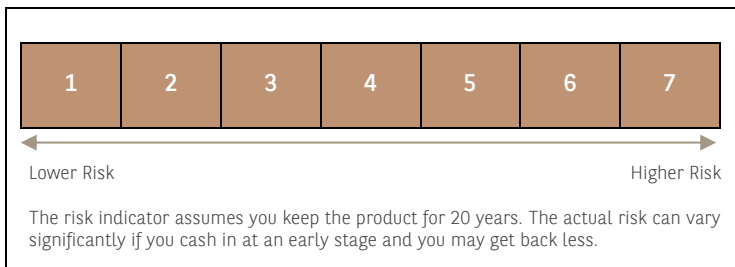 1 2 3 4 5 6 7
Lower Risk Higher Risk
The risk indicator assumes you keep the product for 20 years. The actual risk can vary
significantly if you cash in at an early stage and you may get back less.